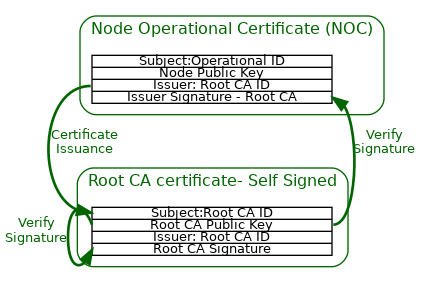 Node Operational Certificate (NOC)
Subject:Operational ID
Node Public Key
Issuer: Root CA ID
Issuer Signature - Root CA
Certificate
Issuance
Verify
Signature
Root CA certificate- Self Signed
Subject:Root CA ID
Root CA Public Key
Issuer: Root CA ID
Root CA Signature
Verify
Signature